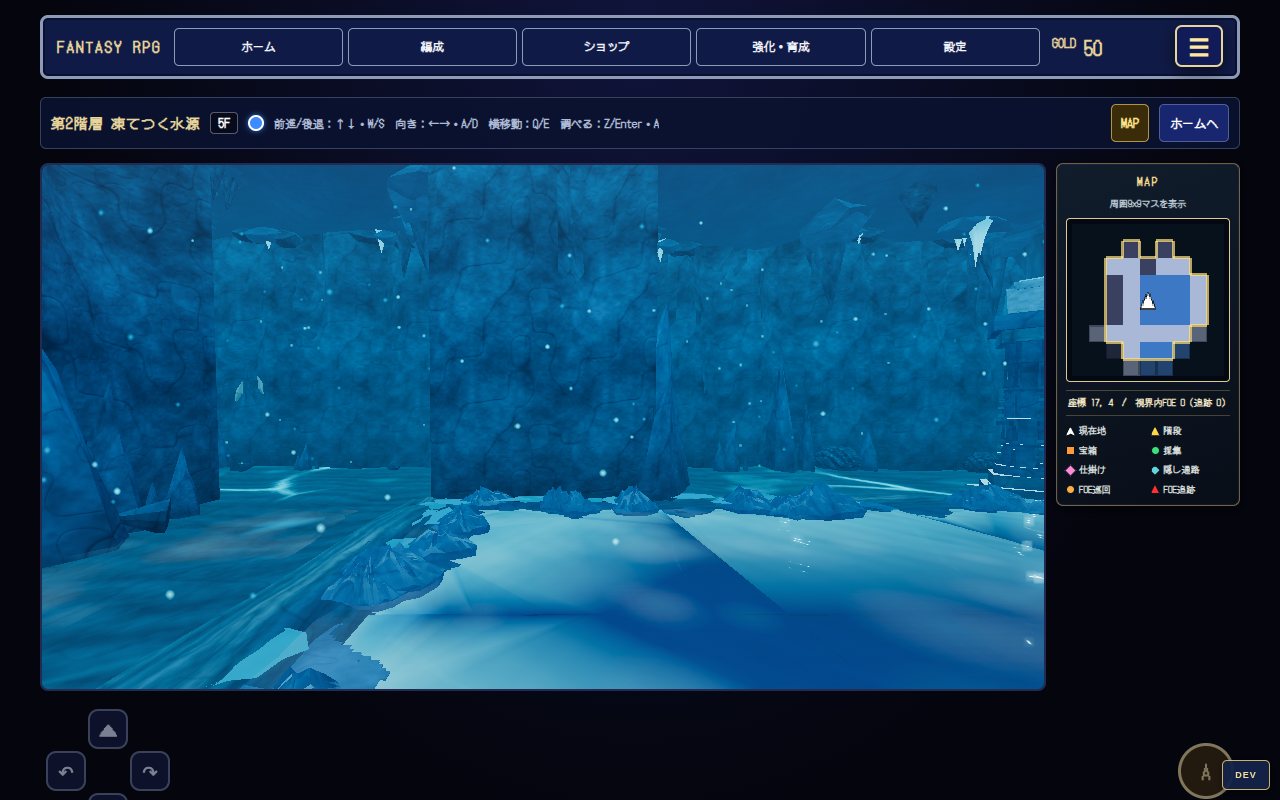 FANTASY RPG
ホーム
編成
ショップ
強化・育成
設定
GOLD 50
第2階層 凍てつく水源
5F
前進/後退：↑↓・W/S 向き：←→・A/D 横移動：Q/E 調べる：Z/Enter・A
MAP
ホームへ
MAP
周囲9x9マスを表示
座標 17, 4 / 視界内FOE 0 (追跡 0)
現在地
階段
宝箱
採集
仕掛け
隠し通路
FOE巡回
FOE追跡
A
DEV